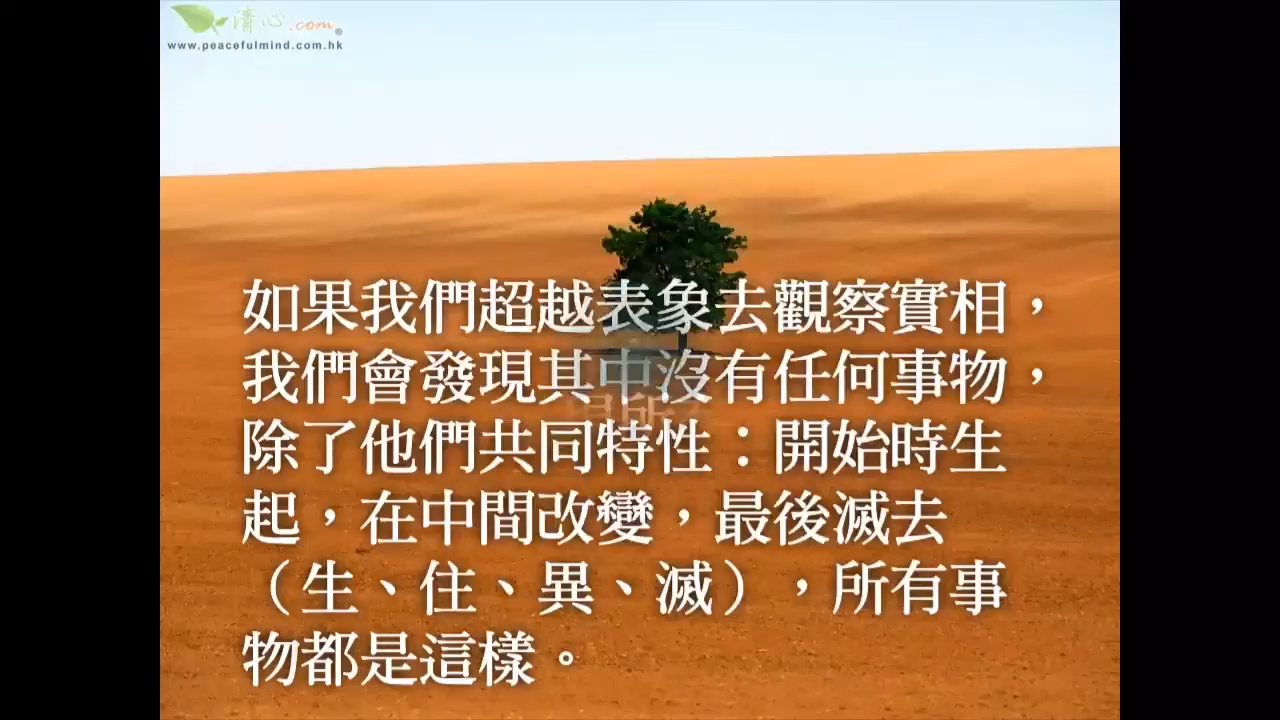 清心.com®
www.peacefulmind.com.hk
如果我們超越表象去觀察實相，
我們會發現其中沒有任何事物，
除了他們共同特性：開始時生
起，在中間改變，最後滅去
（生、住、異、滅），所有事
物都是這樣。